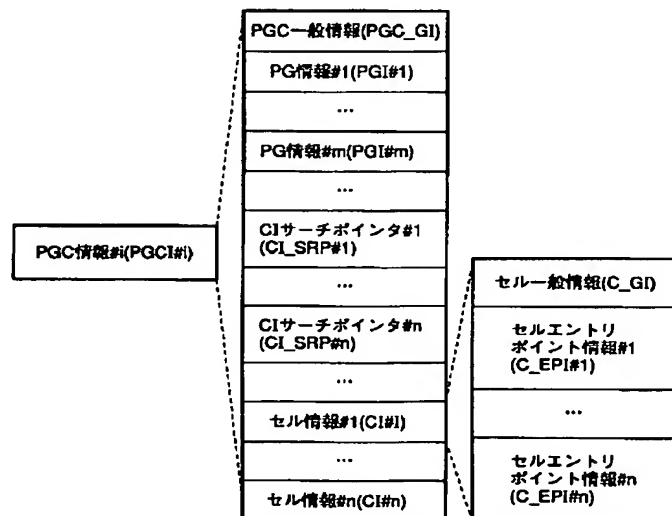 PGC一般情報(PGC_GI)
PG情報#1(PGI#1)
…
PG情報#m(PGI#m)
…
CIサーチポインタ#1
(CI_SRP#1)
…
CIサーチポインタ#n
(CI_SRP#n)
…
セル情報#1(CI#I)
…
セル情報#n(CI#n)
PGC情報#i(PGCI#i)
セル一般情報(C_GI)
セルエントリ
ポイント情報#1
(C_EPI#1)
…
セルエントリ
ポイント情報#n
(C_EPI#n)